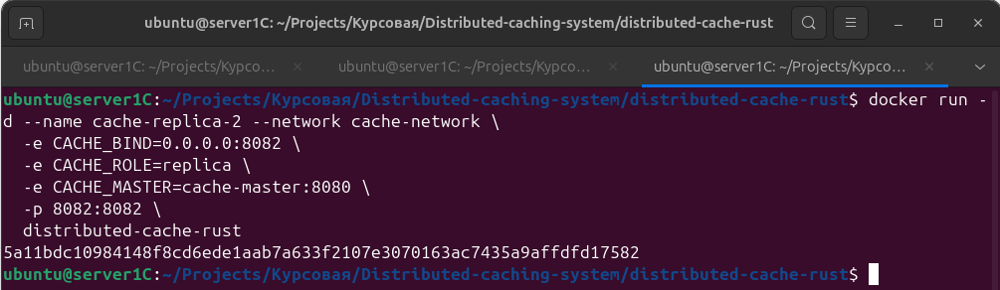 ubuntu@server1C: ~/Projects/Курсовая/Distributed-caching-system/distributed-cache-rust
ubuntu@server1C: ~/Projects/Курсо...
ubuntu@server1C: ~/Projects/Курсо...
ubuntu@server1C: ~/Projects/Курсо...
ubuntu@server1C:~/Projects/Курсовая/Distributed-caching-system/distributed-cache-rust$ docker run -
d --name cache-replica-2 --network cache-network \
  -e CACHE_BIND=0.0.0.0:8082 \
  -e CACHE_ROLE=replica \
  -e CACHE_MASTER=cache-master:8080 \
  -p 8082:8082 \
  distributed-cache-rust
5a11bdc10984148f8cd6ede1aab7a633f2107e3070163ac7435a9affdfd17582
ubuntu@server1C:~/Projects/Курсовая/Distributed-caching-system/distributed-cache-rust$